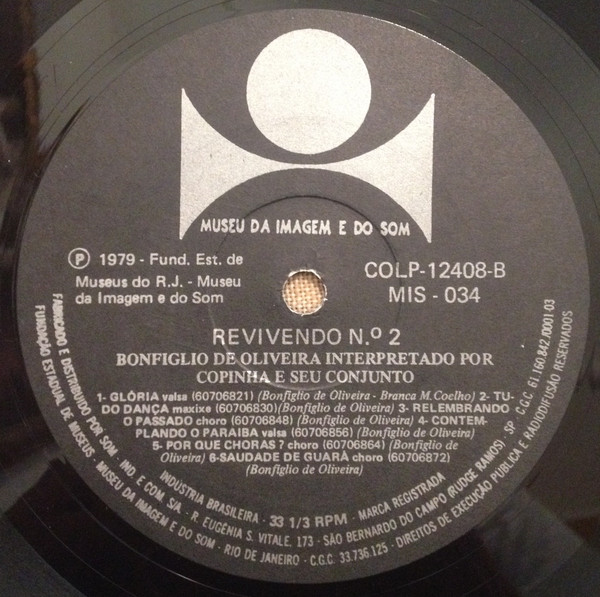 MUSEU DA IMAGEM E DO SOM
℗ 1979 - Fund. Est. de
Museus do R.J. - Museu
da Imagem e do Som
COLP-12408-B
MIS - 034
REVIVENDO N.º 2
BONFIGLIO DE OLIVEIRA INTERPRETADO POR
COPINHA E SEU CONJUNTO
1- GLÓRIA valsa (60706821) (Bonfiglio de Oliveira - Branca M. Coelho) 2- TU-
DO DANÇA maxixe (60706830) (Bonfiglio de Oliveira) 3- RELEMBRANDO
O PASSADO choro (60706848) (Bonfiglio de Oliveira) 4- CONTEM-
PLANDO O PARAIBA valsa (60706856) (Bonfiglio de Oliveira)
5- POR QUE CHORAS? choro (60706864) (Bonfiglio de
Oliveira) 6-SAUDADE DE GUARÁ choro (60706872)
(Bonfiglio de Oliveira)
INDÚSTRIA BRASILEIRA - 33 1/3 RPM - MARCA REGISTRADA
FABRICADO E DISTRIBUIDO POR SOM - IND. E COM. S/A. - R. EUGÊNIA S. VITALE, 173 - SÃO BERNARDO DO CAMPO (RUDGE RAMOS) - SP C.G.C. 61.160.842/0001-03
FUNDAÇÃO ESTADUAL DE MUSEUS - MUSEU DA IMAGEM E DO SOM - RIO DE JANEIRO - C.G.C. 33.736.125 - DIREITOS DE EXECUÇÃO PÚBLICA E RADIODIFUSÃO RESERVADOS